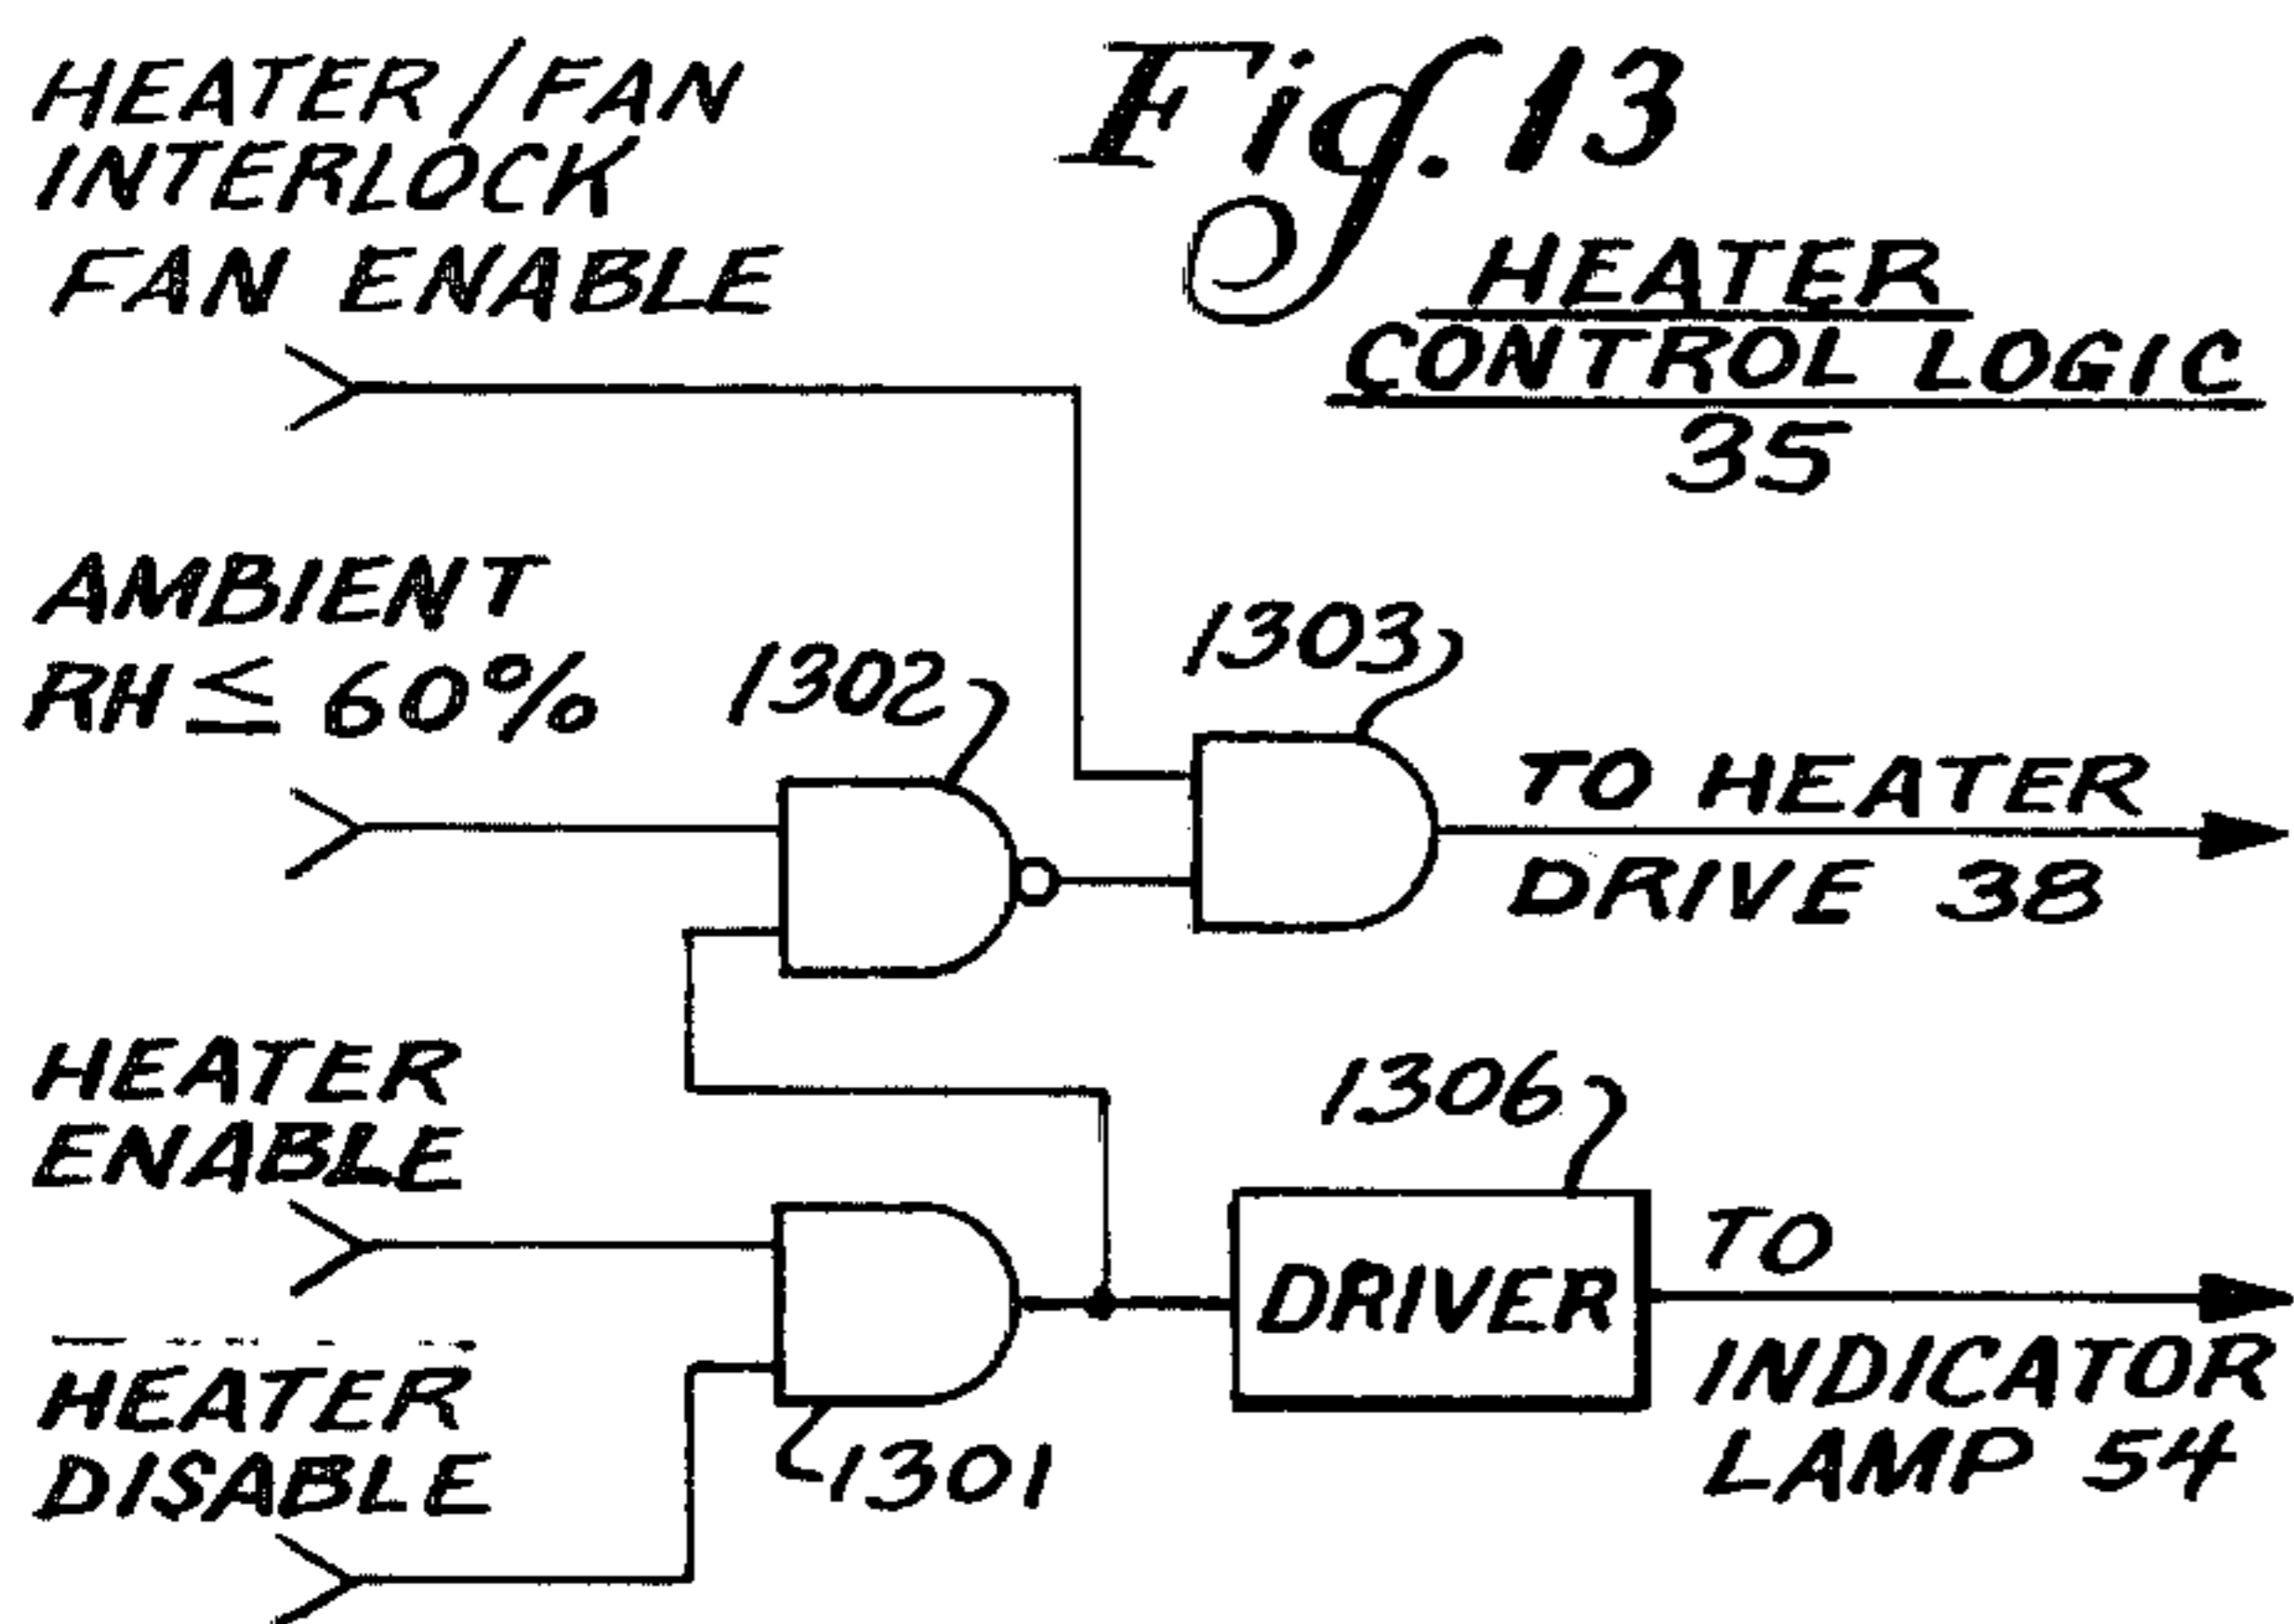 HEATER/FAN
INTERLOCK
FAN ENABLE
Fig. 13
HEATER
CONTROL LOGIC
35
AMBIENT
RH ≤ 60%
1302
1303
TO HEATER
DRIVE 38
HEATER
ENABLE
1306
DRIVER
TO
INDICATOR
LAMP 54
HEATER
DISABLE
1301